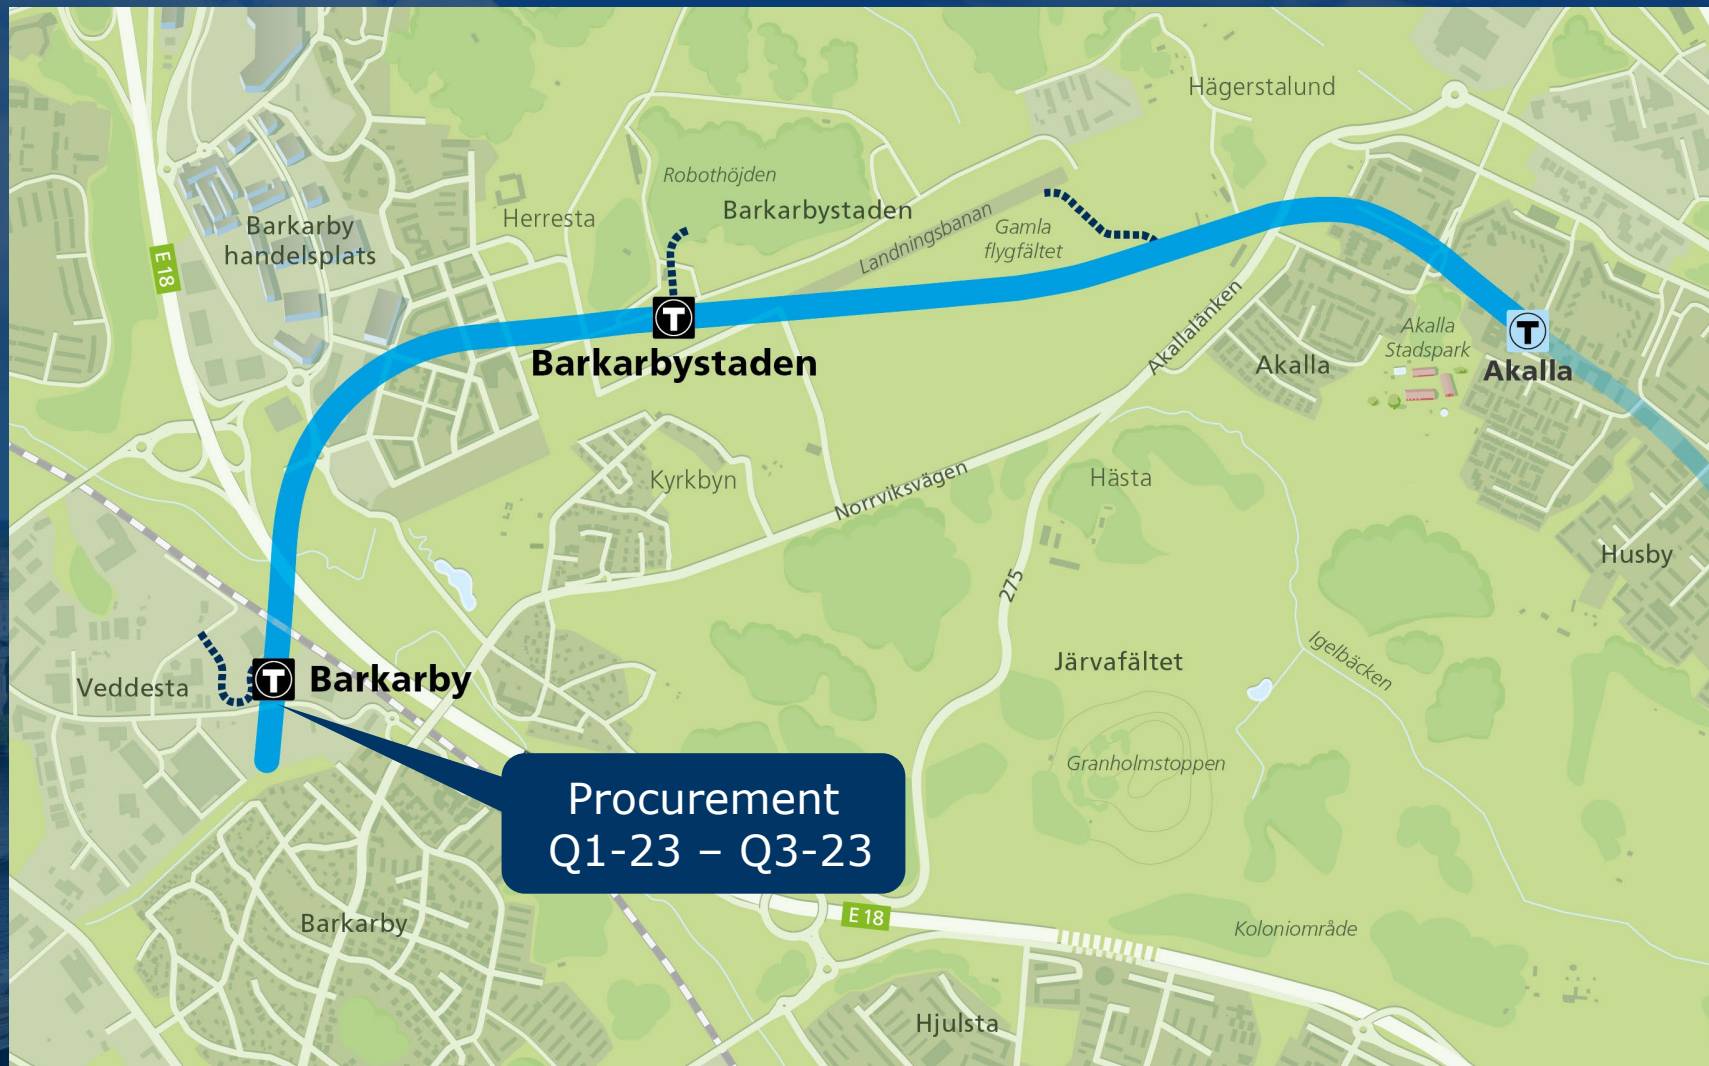 Hägerstalund
Robothöjden
Barkarbystaden
Herresta
Barkarby
handelsplats
Landningsbanan
Gamla
flygfältet
E 18
T
Barkarbystaden
Akallalänken
Akalla
Akalla
Stadspark
T
Akalla
Kyrkbyn
Norrviksvägen
Hästa
Husby
275
Igelbäcken
Järvafältet
Veddesta
T
Barkarby
Granholmstoppen
Procurement
Q1-23 – Q3-23
Barkarby
E 18
Koloniområde
Hjulsta